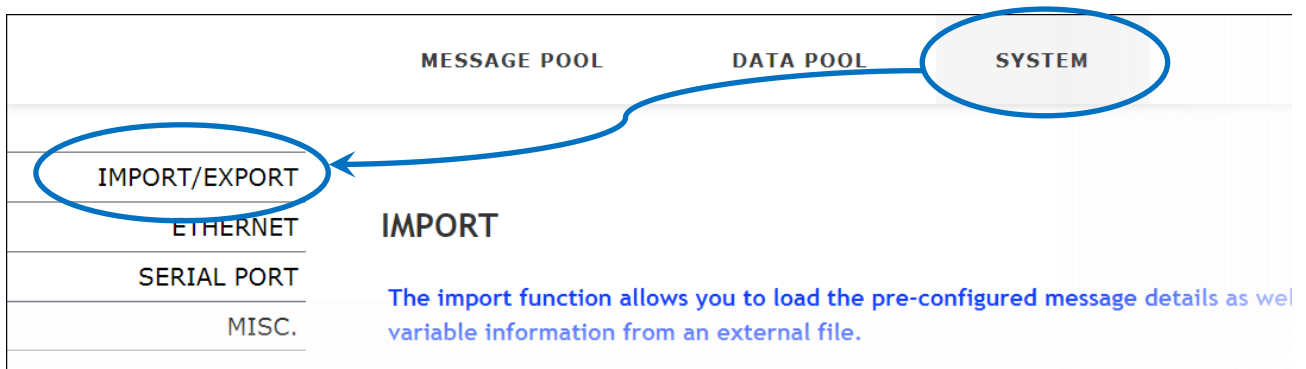 MESSAGE POOL DATA POOL SYSTEM
IMPORT/EXPORT
ETHERNET
SERIAL PORT
MISC.
IMPORT
The import function allows you to load the pre-configured message details as
variable information from an external file.